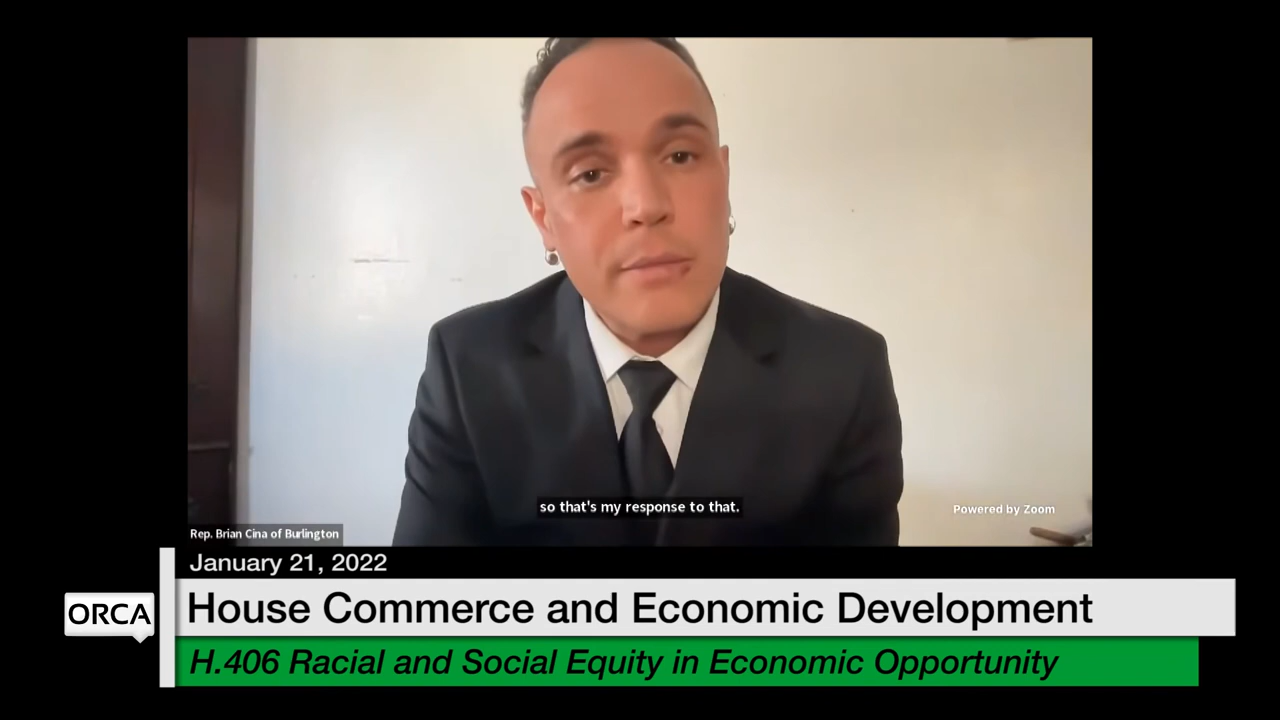 so that's my response to that.
Powered by Zoom
Rep. Brian Cina of Burlington
January 21, 2022
ORCA
House Commerce and Economic Development
H.406 Racial and Social Equity in Economic Opportunity